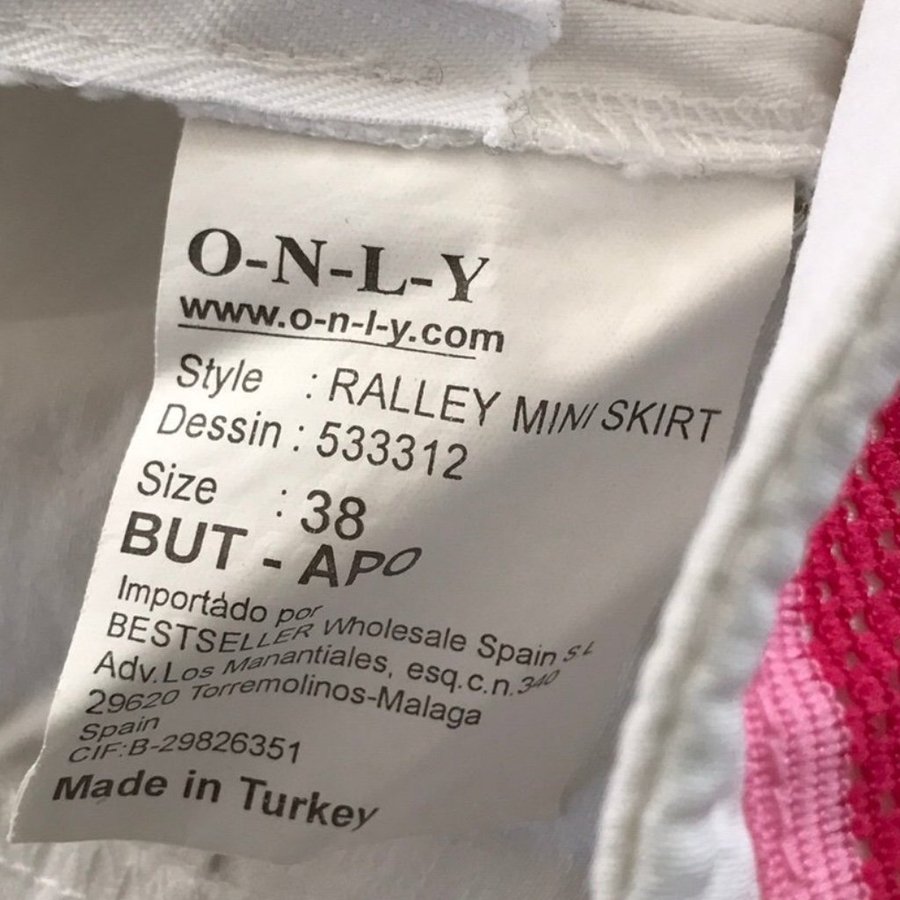 O-N-L-Y
www.o-n-l-y.com
Style : RALLEY MINI SKIRT
Dessin : 533312
Size : 38
BUT - APO
Importádo por
BESTSELLER Wholesale Spain SL
Adv.Los Manantiales, esq.c.n.340
29620 Torremolinos-Malaga
Spain
CIF:B-29826351
Made in Turkey